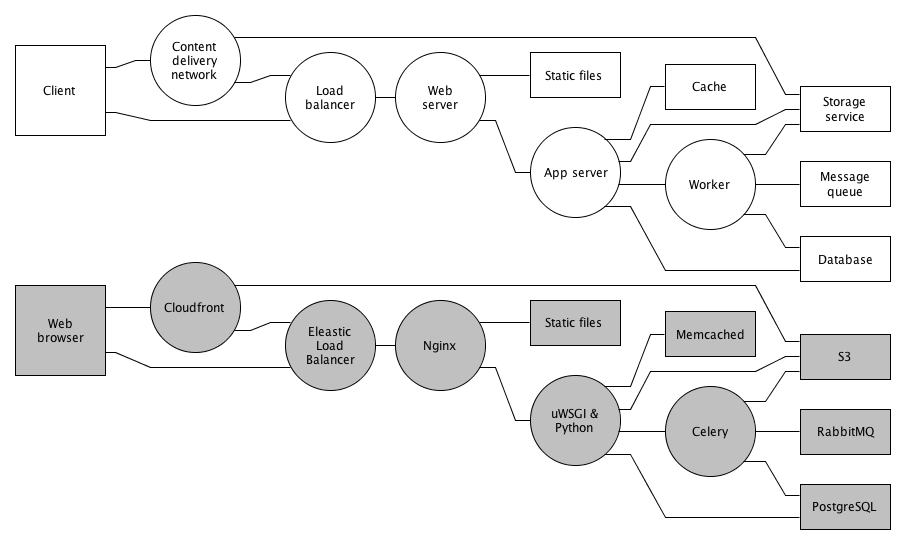 Content
delivery
network
Client
Load
balancer
Web
server
Static files
Cache
Storage
service
App server
Worker
Message
queue
Database
Web
browser
Cloudfront
Eleastic
Load
Balancer
Nginx
Static files
Memcached
S3
uWSGI &
Python
Celery
RabbitMQ
PostgreSQL